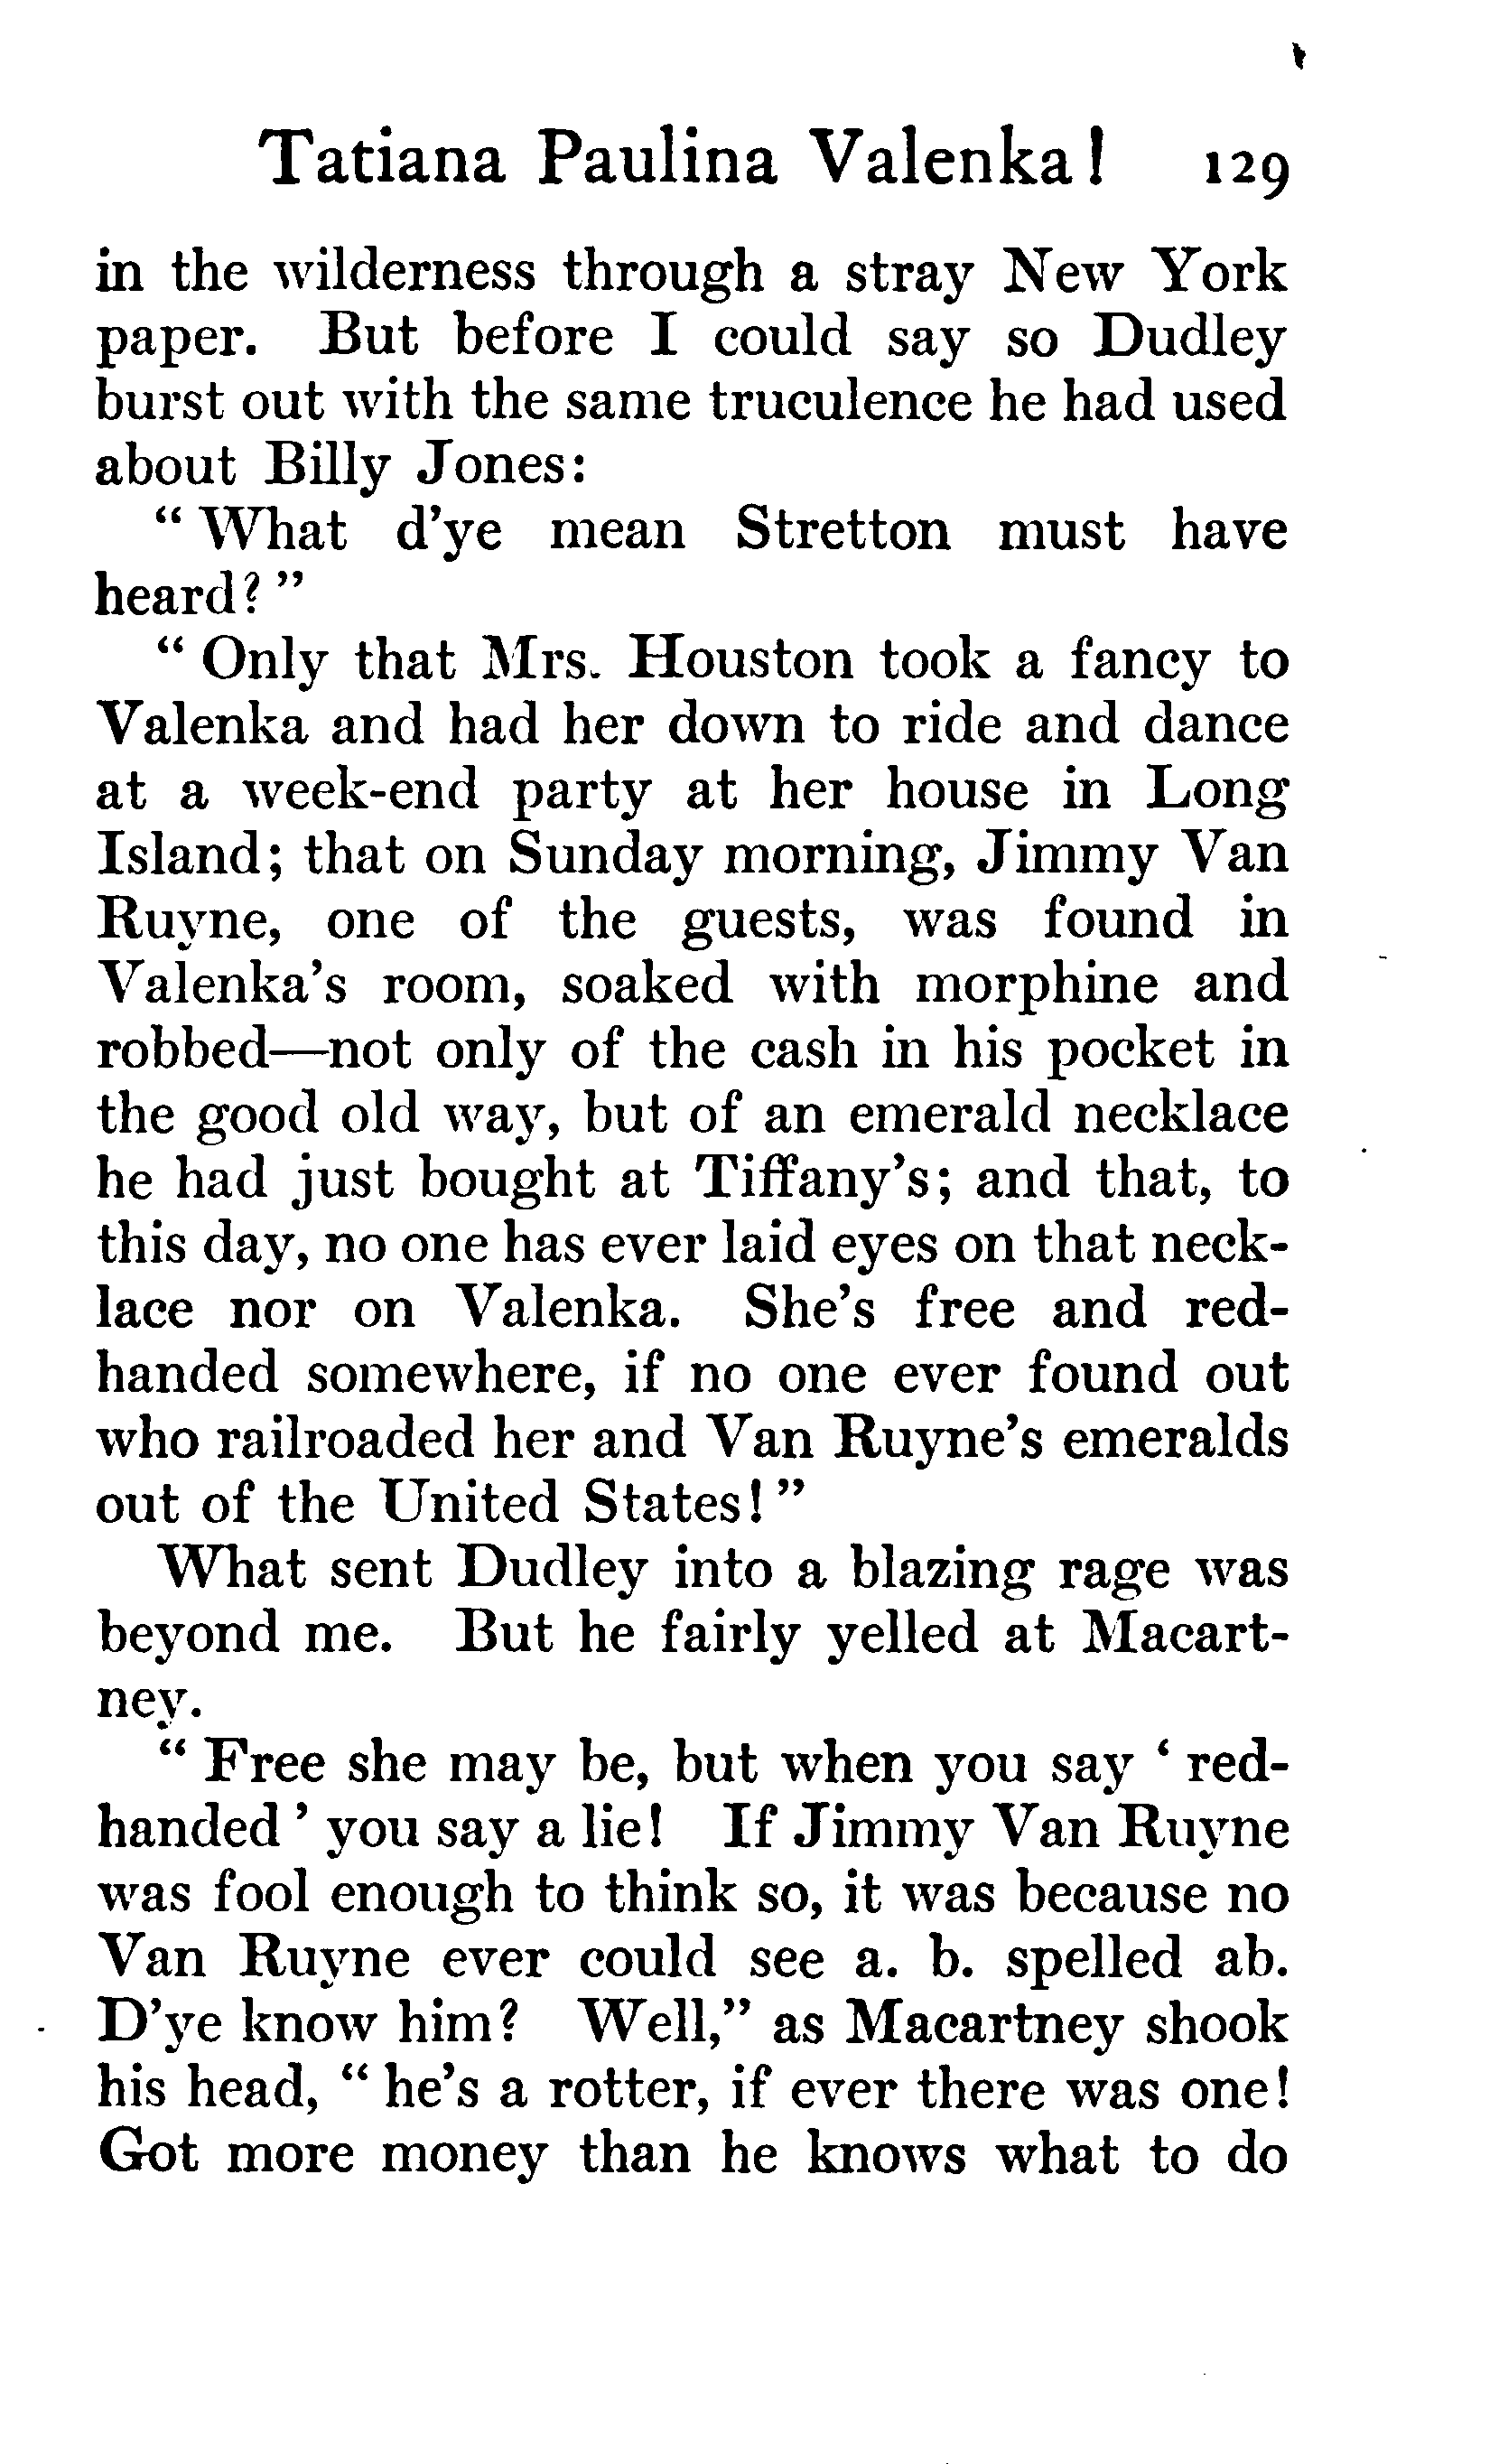 Tatiana Paulina Valenka! 129
in the wilderness through a stray New York
paper. But before I could say so Dudley
burst out with the same truculence he had used
about Billy Jones:
“ What d’ye mean Stretton must have
heard? ”
“ Only that Mrs. Houston took a fancy to
Valenka and had her down to ride and dance
at a week-end party at her house in Long
Island; that on Sunday morning, Jimmy Van
Ruyne, one of the guests, was found in
Valenka’s room, soaked with morphine and
robbed—not only of the cash in his pocket in
the good old way, but of an emerald necklace
he had just bought at Tiffany’s; and that, to
this day, no one has ever laid eyes on that neck-
lace nor on Valenka. She’s free and red-
handed somewhere, if no one ever found out
who railroaded her and Van Ruyne’s emeralds
out of the United States! ”
What sent Dudley into a blazing rage was
beyond me. But he fairly yelled at Macart-
ney.
“ Free she may be, but when you say ‘ red-
handed ’ you say a lie! If Jimmy Van Ruyne
was fool enough to think so, it was because no
Van Ruyne ever could see a. b. spelled ab.
D’ye know him? Well,” as Macartney shook
his head, “ he’s a rotter, if ever there was one!
Got more money than he knows what to do